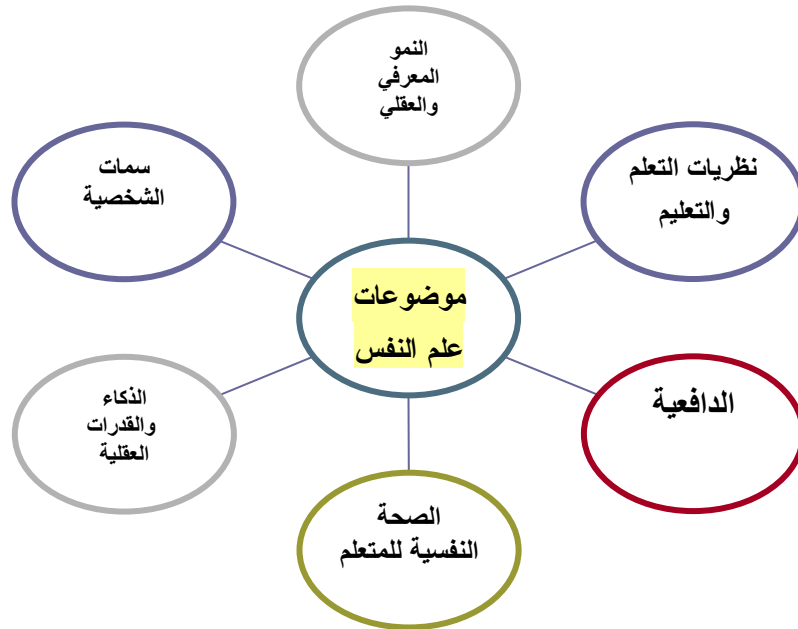 النمو
المعرفي
والعقلي
نظريات التعلم
والتعليم
سمات
الشخصية
موضوعات
علم النفس
الدافعية
الذكاء
والقدرات
العقلية
الصحة
النفسية للمتعلم